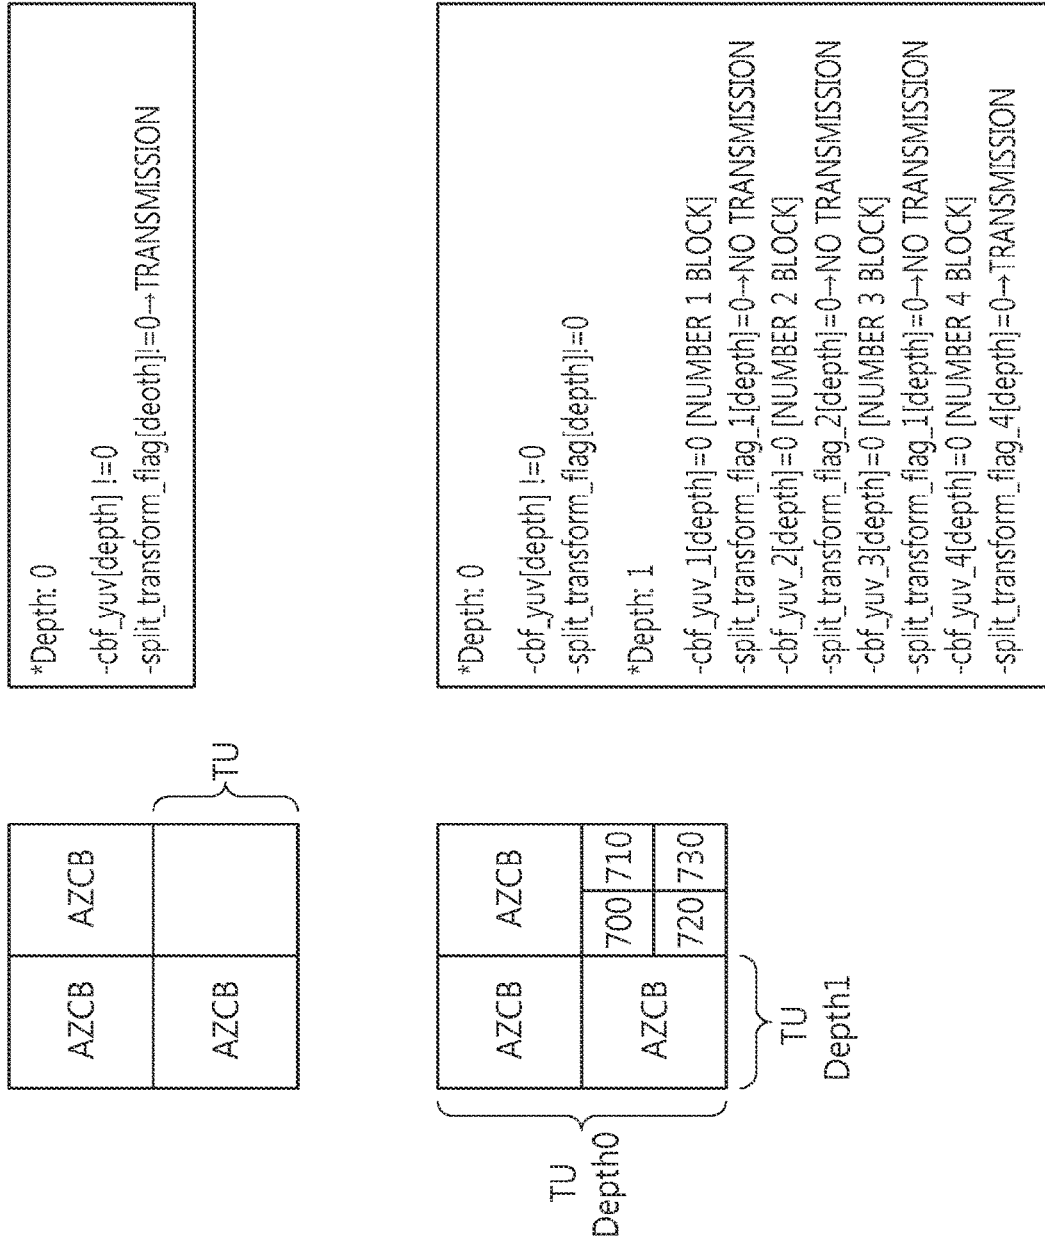 AZCB AZCB
AZCB
TU
*Depth: 0
-cbf_yuv[depth] !=0
-split_transform_flag[deoth]!=0→TRANSMISSION
TU
Depth0
AZCB AZCB
AZCB
700 710
720 730
TU
Depth1
*Depth: 0
-cbf_yuv[depth] !=0
-split_transform_flag[depth]!=0
*Depth: 1
-cbf_yuv_1[depth]=0 [NUMBER 1 BLOCK]
-split_transform_flag_1[depth]=0→NO TRANSMISSION
-cbf_yuv_2[depth]=0 [NUMBER 2 BLOCK]
-split_transform_flag_2[depth]=0→NO TRANSMISSION
-cbf_yuv_3[depth]=0 [NUMBER 3 BLOCK]
-split_transform_flag_1[depth]=0→NO TRANSMISSION
-cbf_yuv_4[depth]=0 [NUMBER 4 BLOCK]
-split_transform_flag_4[depth]=0→TRANSMISSION